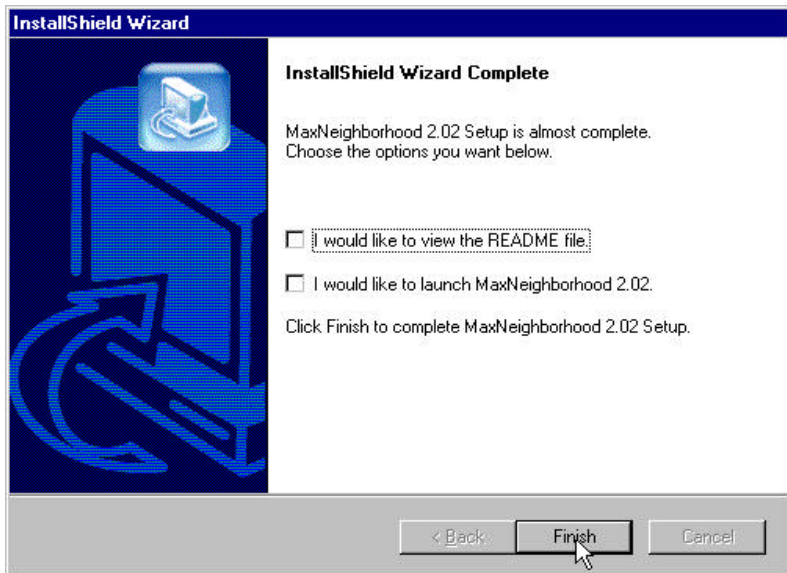 InstallShield Wizard
InstallShield Wizard Complete
MaxNeighborhood 2.02 Setup is almost complete.
Choose the options you want below.
I would like to view the README file.
I would like to launch MaxNeighborhood 2.02.
Click Finish to complete MaxNeighborhood 2.02 Setup.
< Back Finish Cancel